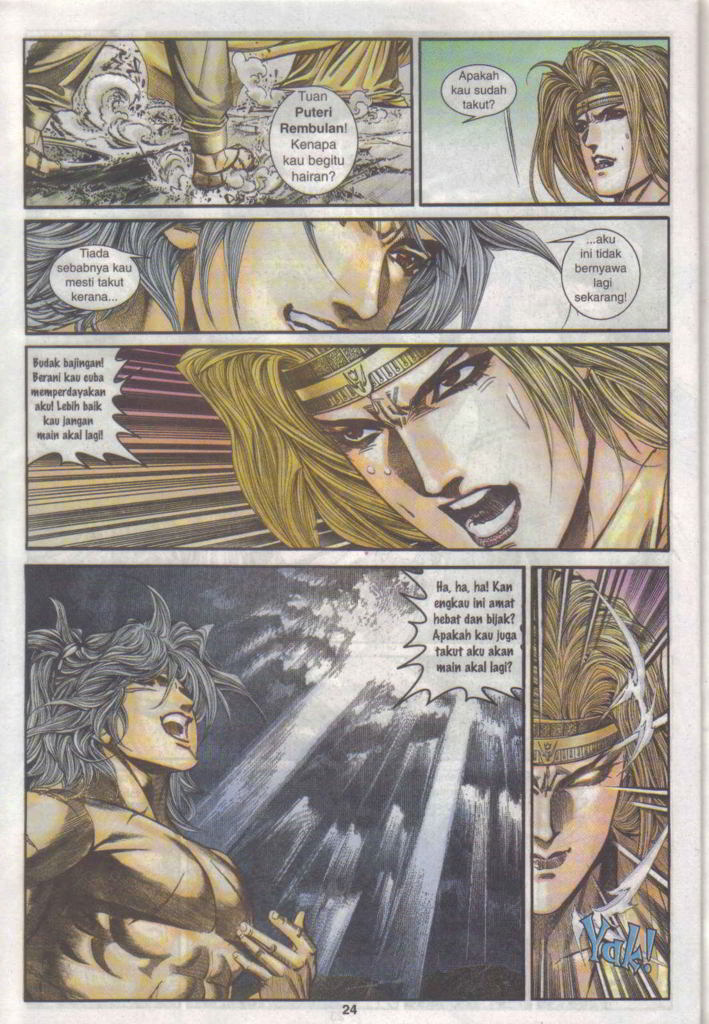 Tuan
Puteri
Rembulan!
Kenapa
kau begitu
hairan?
Apakah
kau sudah
takut?
Tiada
sebabnya kau
mesti takut
kerana...
...aku
ini tidak
bernyawa
lagi
sekarang!
Budak bajingan!
Berani kau cuba
memperdayakan
aku! Lebih baik
kau jangan
main akal lagi!
Ha, ha, ha! Kan
engkau ini amat
hebat dan bijak?
Apakah kau juga
takut aku akan
main akal lagi?
Yak!
24